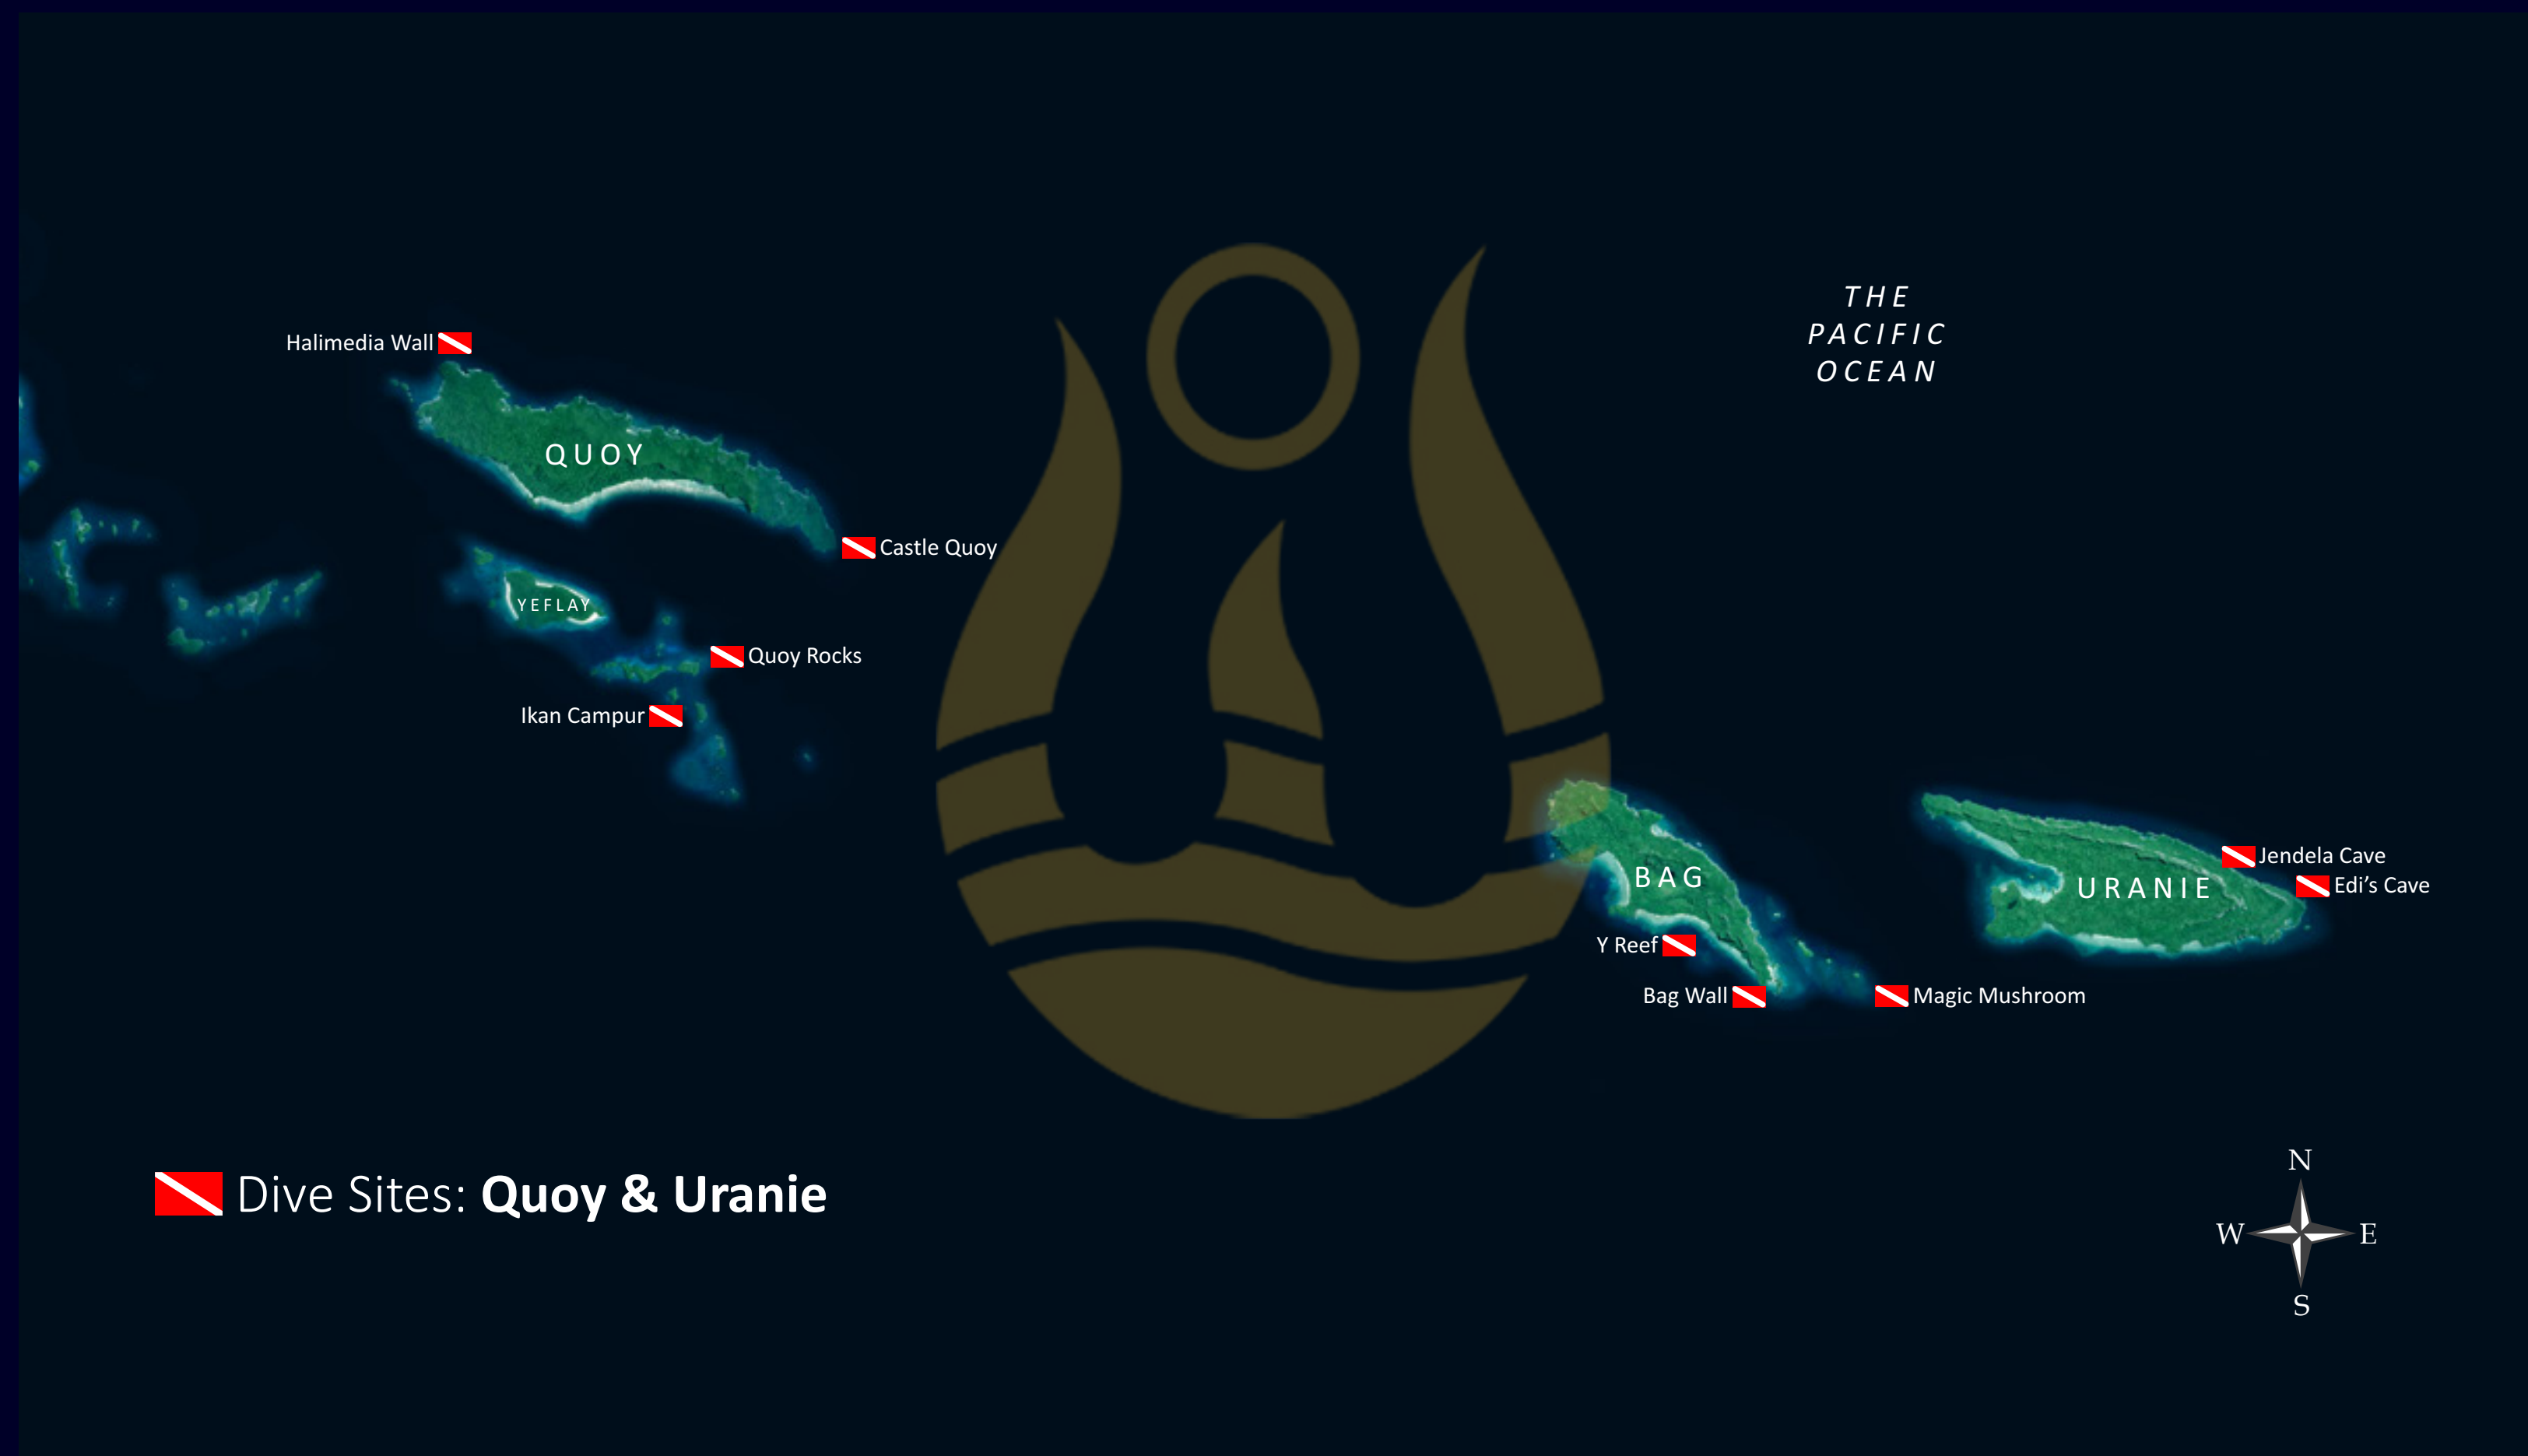 THE
PACIFIC
OCEAN
Halimedia Wall
QUOY
Castle Quoy
YEFLAY
Quoy Rocks
Ikan Campur
BAG
URANIE
Jendela Cave
Edi's Cave
Y Reef
Bag Wall
Magic Mushroom
Dive Sites: Quoy & Uranie
N
W
E
S